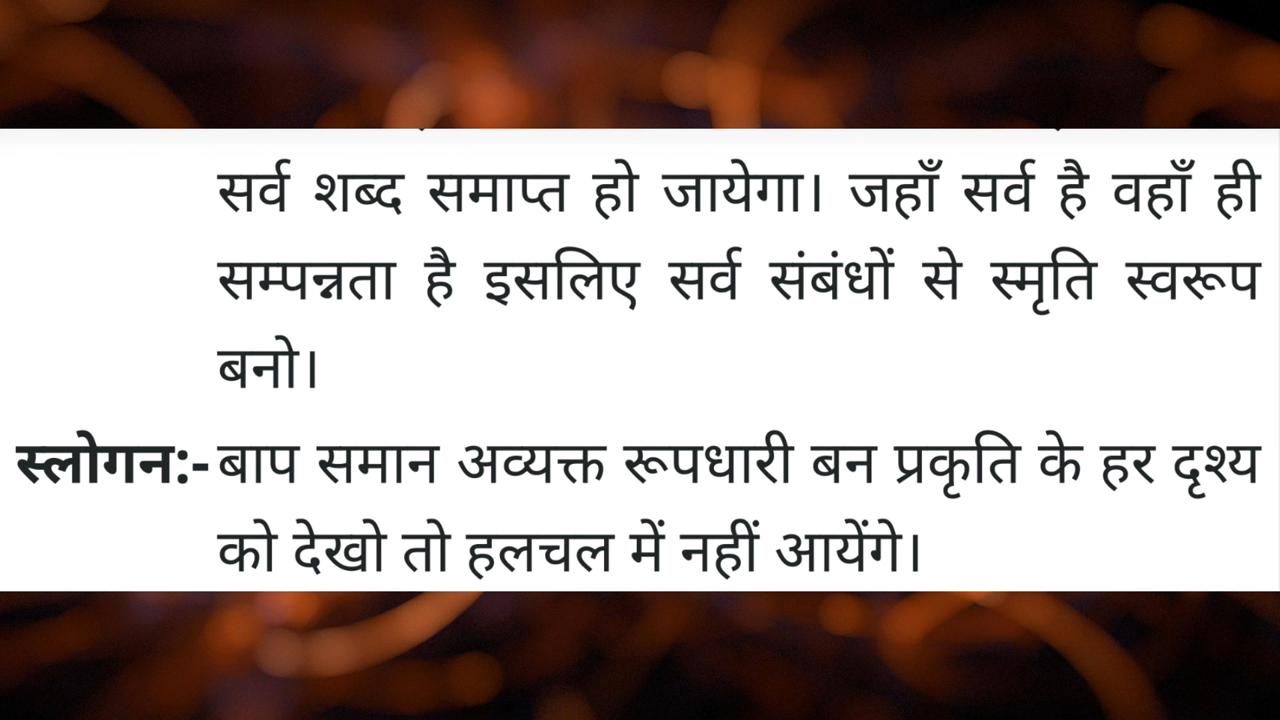 सर्व शब्द समाप्त हो जायेगा। जहाँ सर्व है वहाँ ही
सम्पन्नता है इसलिए सर्व संबंधों से स्मृति स्वरूप
बनो।
स्लोगन:- बाप समान अव्यक्त रूपधारी बन प्रकृति के हर दृश्य
को देखो तो हलचल में नहीं आयेंगे।